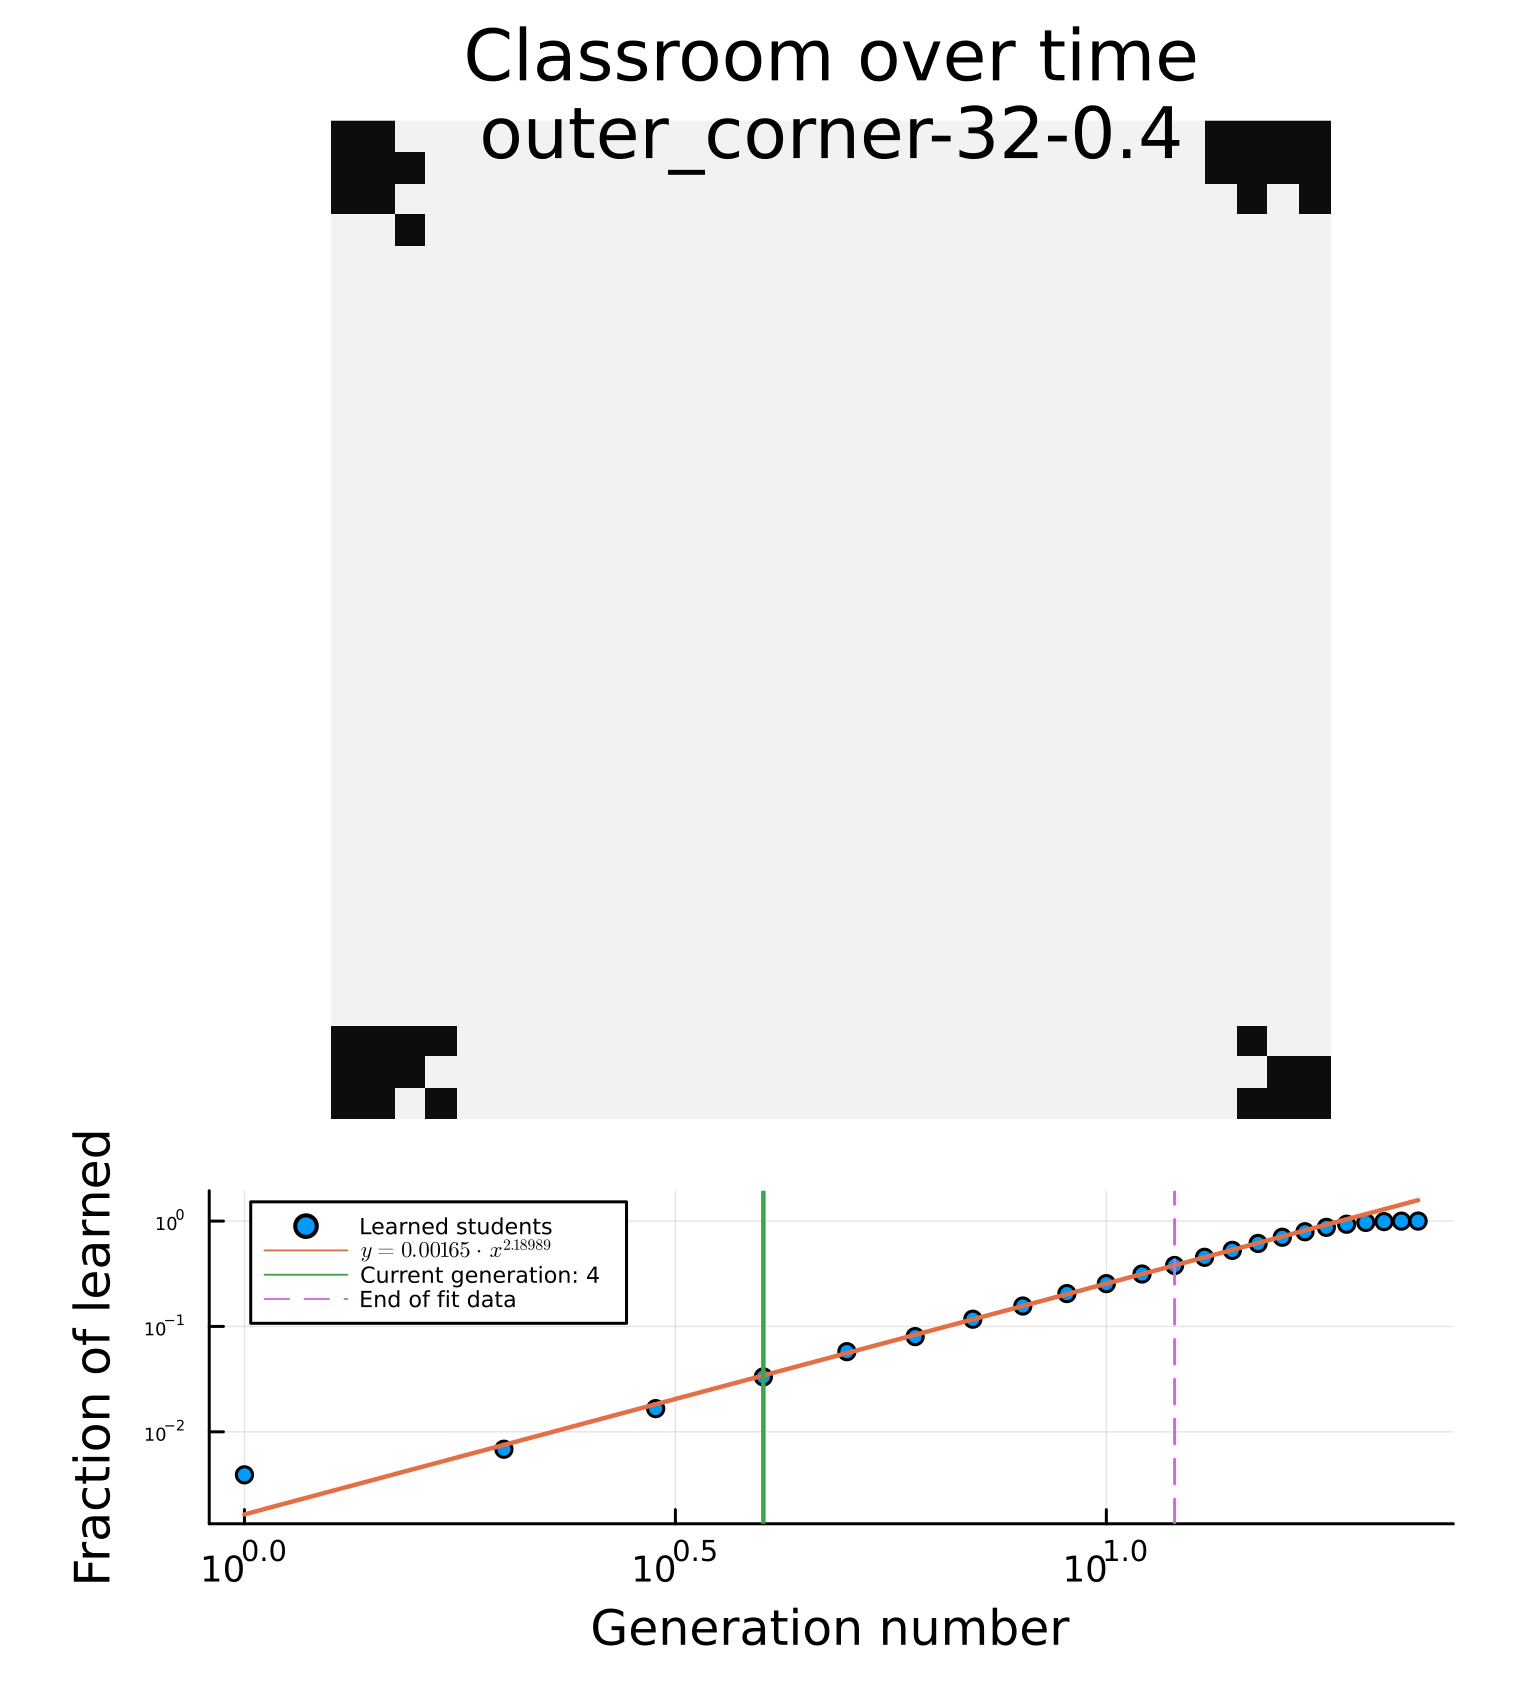 Classroom over time
outer_corner-32-0.4
Fraction of learned
10^0
10^−1
10^−2
Learned students
y = 0.00165 · x^2.18989
Current generation: 4
End of fit data
10^0.0
10^0.5
10^1.0
Generation number